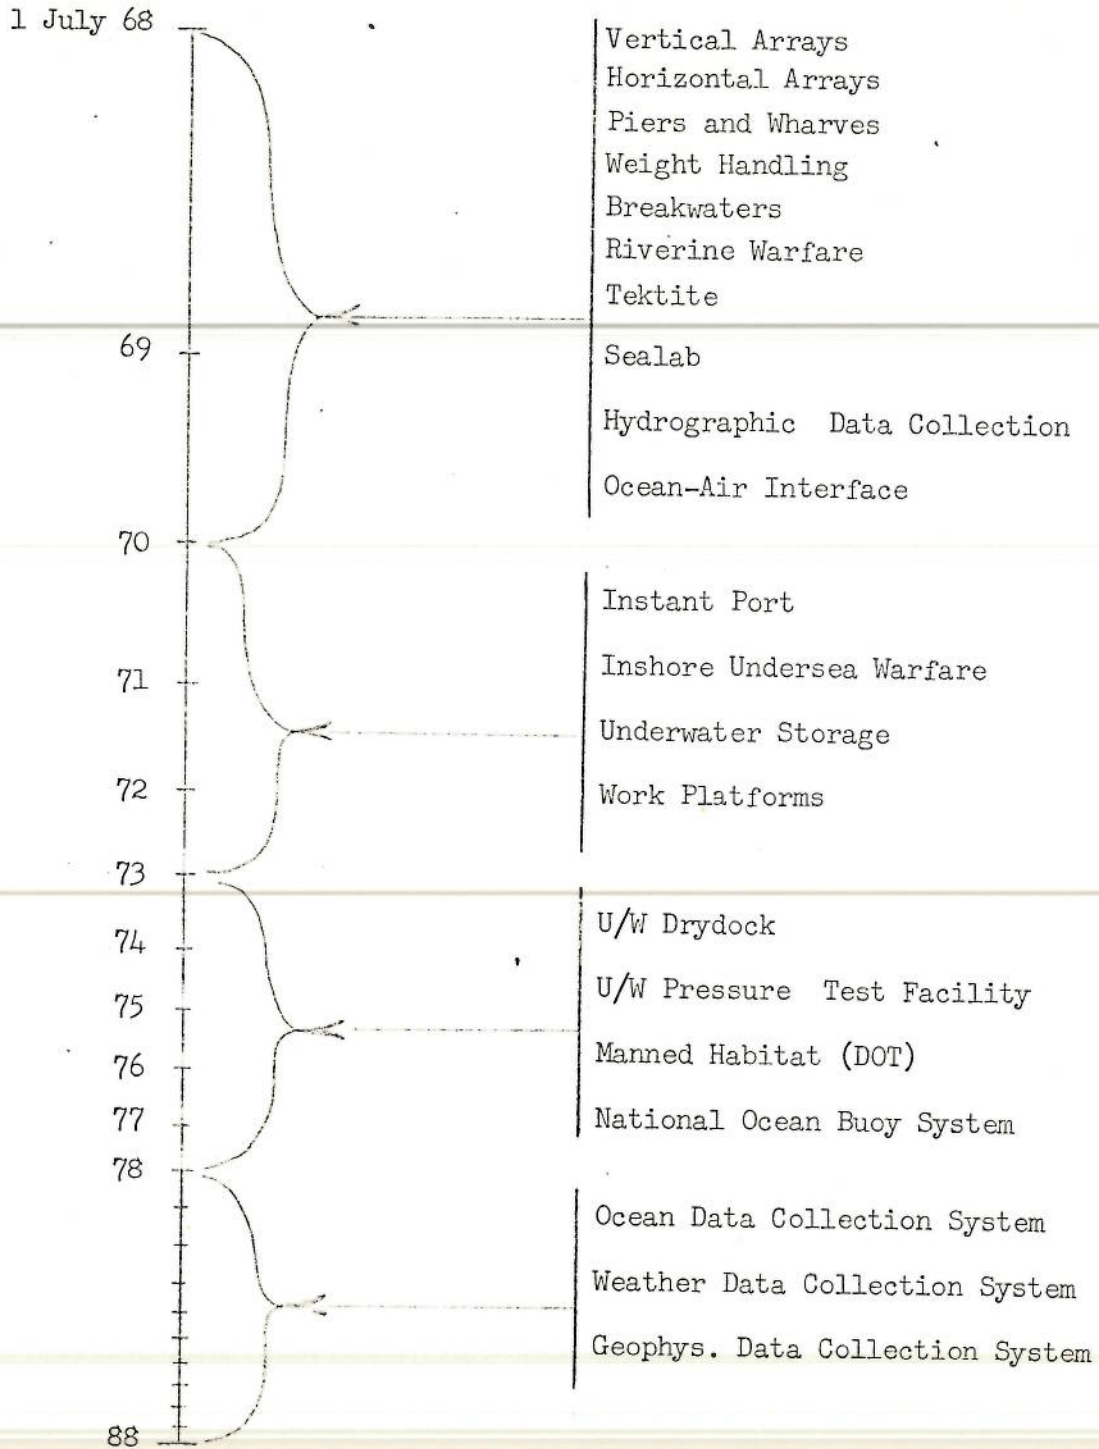 1 July 68
Vertical Arrays
Horizontal Arrays
Piers and Wharves
Weight Handling
Breakwaters
Riverine Warfare
Tektite
69
Sealab
Hydrographic Data Collection
Ocean-Air Interface
70
Instant Port
71
Inshore Undersea Warfare
Underwater Storage
72
Work Platforms
73
74
U/W Drydock
75
U/W Pressure Test Facility
76
Manned Habitat (DOT)
77
National Ocean Buoy System
78
Ocean Data Collection System
Weather Data Collection System
Geophys. Data Collection System
88